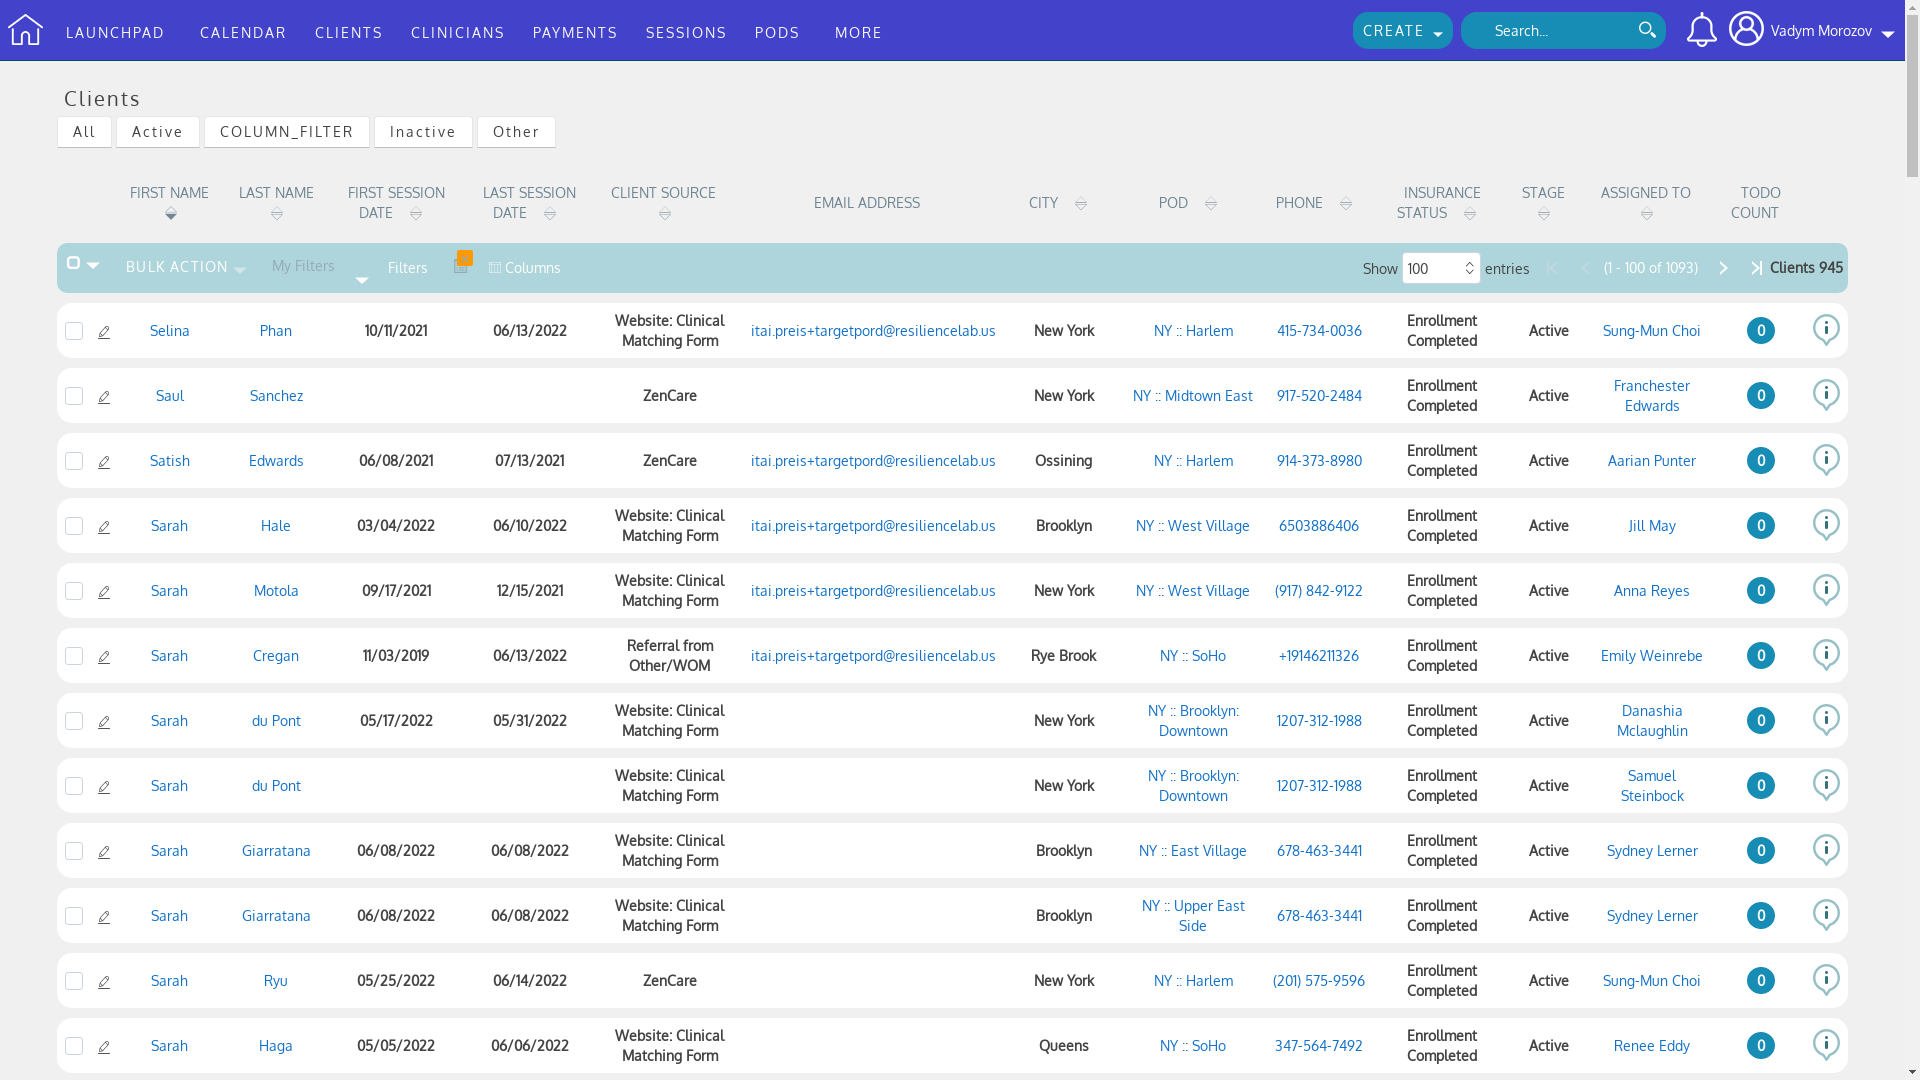 LAUNCHPAD CALENDAR CLIENTS CLINICIANS PAYMENTS SESSIONS PODS MORE CREATE Search... Vadym Morozov
Clients
All Active COLUMN_FILTER Inactive Other
FIRST NAME LAST NAME FIRST SESSION DATE LAST SESSION DATE CLIENT SOURCE EMAIL ADDRESS CITY POD PHONE INSURANCE STATUS STAGE ASSIGNED TO TODO COUNT
BULK ACTION My Filters Filters Columns Show 100 entries (1 - 100 of 1093) Clients 945
Selina Phan 10/11/2021 06/13/2022 Website: Clinical Matching Form itai.preis+targetpord@resiliencelab.us New York NY :: Harlem 415-734-0036 Enrollment Completed Active Sung-Mun Choi 0
Saul Sanchez ZenCare New York NY :: Midtown East 917-520-2484 Enrollment Completed Active Franchester Edwards 0
Satish Edwards 06/08/2021 07/13/2021 ZenCare itai.preis+targetpord@resiliencelab.us Ossining NY :: Harlem 914-373-8980 Enrollment Completed Active Aarian Punter 0
Sarah Hale 03/04/2022 06/10/2022 Website: Clinical Matching Form itai.preis+targetpord@resiliencelab.us Brooklyn NY :: West Village 6503886406 Enrollment Completed Active Jill May 0
Sarah Motola 09/17/2021 12/15/2021 Website: Clinical Matching Form itai.preis+targetpord@resiliencelab.us New York NY :: West Village (917) 842-9122 Enrollment Completed Active Anna Reyes 0
Sarah Cregan 11/03/2019 06/13/2022 Referral from Other/WOM itai.preis+targetpord@resiliencelab.us Rye Brook NY :: SoHo +19146211326 Enrollment Completed Active Emily Weinrebe 0
Sarah du Pont 05/17/2022 05/31/2022 Website: Clinical Matching Form New York NY :: Brooklyn: Downtown 1207-312-1988 Enrollment Completed Active Danashia Mclaughlin 0
Sarah du Pont Website: Clinical Matching Form New York NY :: Brooklyn: Downtown 1207-312-1988 Enrollment Completed Active Samuel Steinbock 0
Sarah Giarratana 06/08/2022 06/08/2022 Website: Clinical Matching Form Brooklyn NY :: East Village 678-463-3441 Enrollment Completed Active Sydney Lerner 0
Sarah Giarratana 06/08/2022 06/08/2022 Website: Clinical Matching Form Brooklyn NY :: Upper East Side 678-463-3441 Enrollment Completed Active Sydney Lerner 0
Sarah Ryu 05/25/2022 06/14/2022 ZenCare New York NY :: Harlem (201) 575-9596 Enrollment Completed Active Sung-Mun Choi 0
Sarah Haga 05/05/2022 06/06/2022 Website: Clinical Matching Form Queens NY :: SoHo 347-564-7492 Enrollment Completed Active Renee Eddy 0